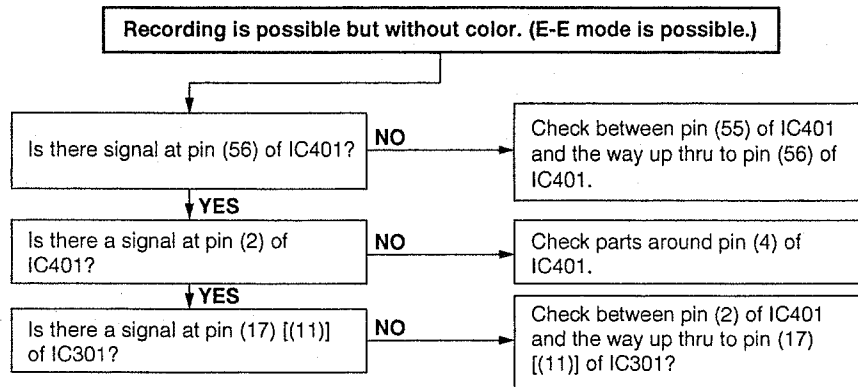 Recording is possible but without color. (E-E mode is possible.)
Is there signal at pin (56) of IC401?
NO
Check between pin (55) of IC401
and the way up thru to pin (56) of
IC401.
YES
Is there a signal at pin (2) of
IC401?
NO
Check parts around pin (4) of
IC401.
YES
Is there a signal at pin (17) [(11)]
of IC301?
NO
Check between pin (2) of IC401
and the way up thru to pin (17)
[(11)] of IC301?